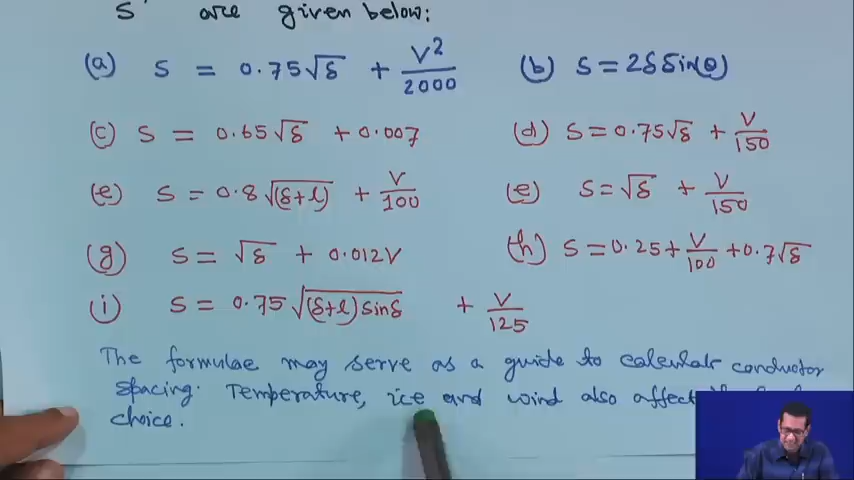 S are given below:
(a) S = 0.75√δ + V²/2000 (b) S = 2δSin(θ)
(c) S = 0.65√δ + 0.007 (d) S = 0.75√δ + V/150
(e) S = 0.8√(δ+l) + V/100 (e) S = √δ + V/150
(g) S = √δ + 0.012V (h) S = 0.25 + V/100 + 0.7√δ
(i) S = 0.75√(δ+l)sinδ + V/125
The formulae may serve as a guide to calculate conductor
spacing. Temperature, ice and wind also affect
choice.